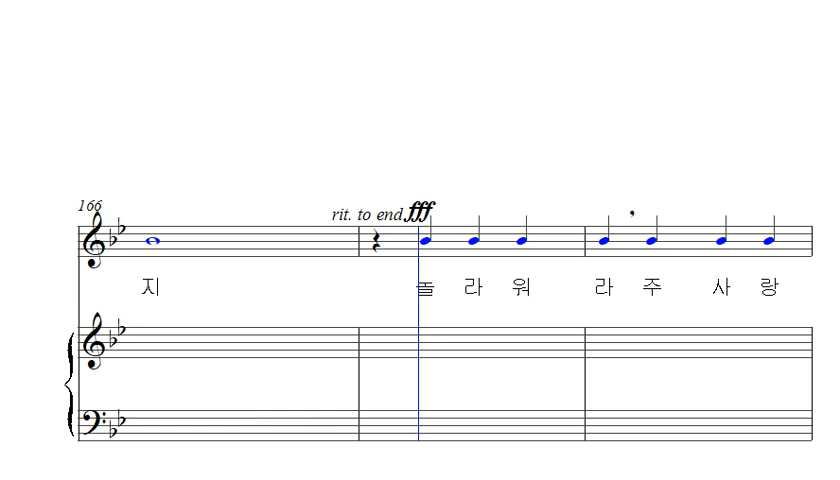 166
rit. to end fff
지 놀 라 워 라 주 사 랑